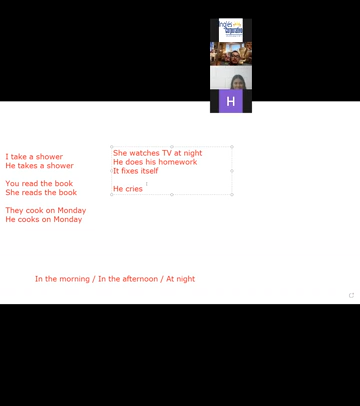 Ingles
Corporativo
H
I take a shower
He takes a shower
You read the book
She reads the book
They cook on Monday
He cooks on Monday
She watches TV at night
He does his homework
It fixes itself
He cries
In the morning / In the afternoon / At night